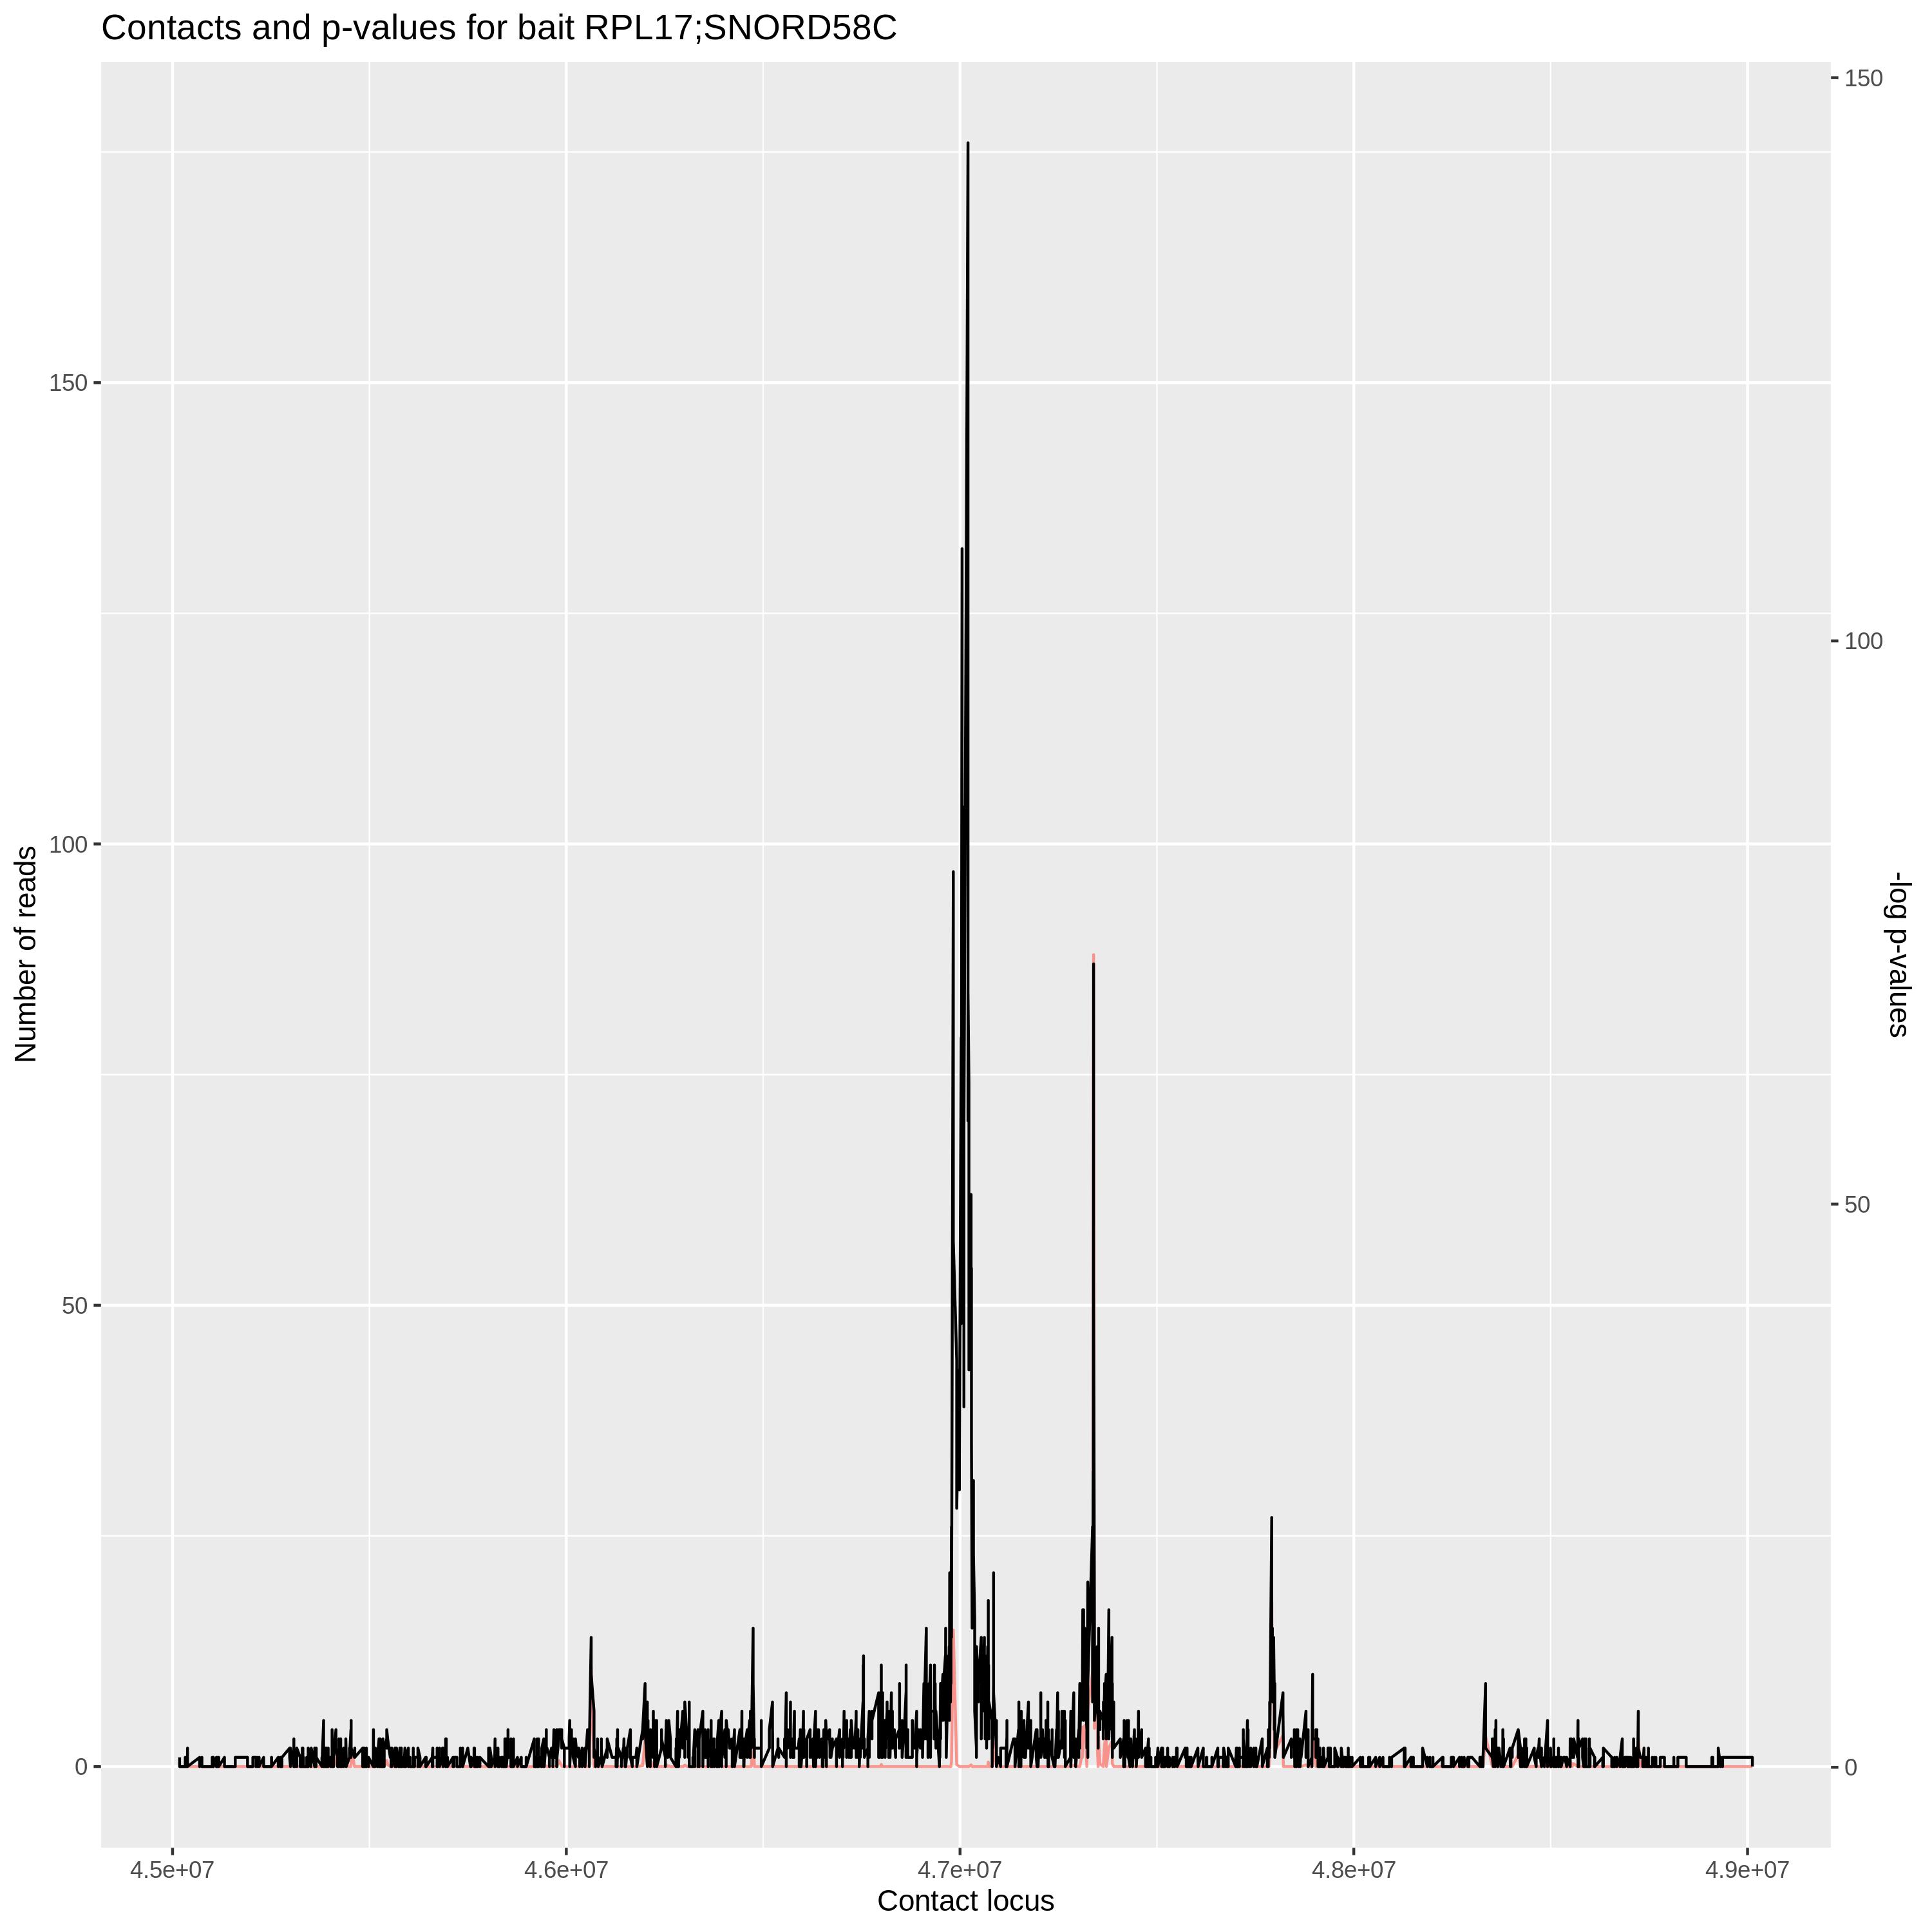 Contacts and p-values for bait RPL17;SNORD58C
Number of reads
150
100
50
0
150
100
50
0
-log p-values
4.5e+07 4.6e+07 4.7e+07 4.8e+07 4.9e+07
Contact locus